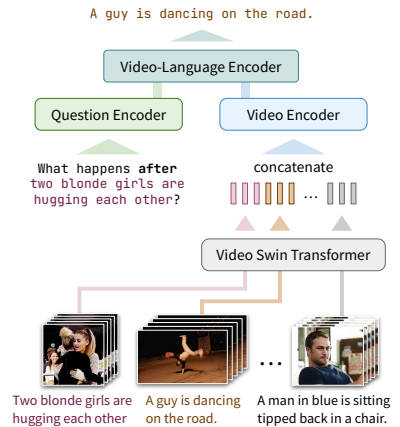 A guy is dancing on the road.
Video-Language Encoder
Question Encoder
Video Encoder
What happens after
two blonde girls are
hugging each other?
concatenate
...
Video Swin Transformer
...
Two blonde girls are
hugging each other
A guy is dancing
on the road.
A man in blue is sitting
tipped back in a chair.